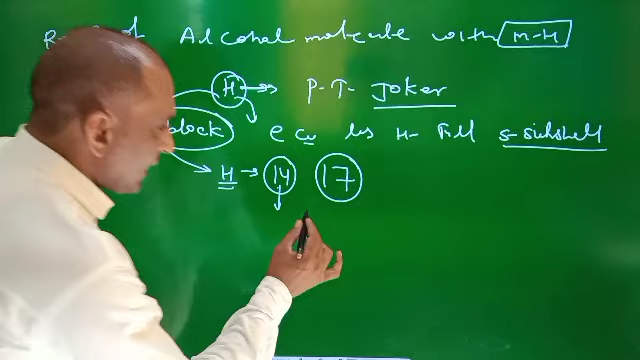 Alcohol molecule with M-H
H → P-T- Joker
block e cu les H- Fill s-subshell
H → 14 17